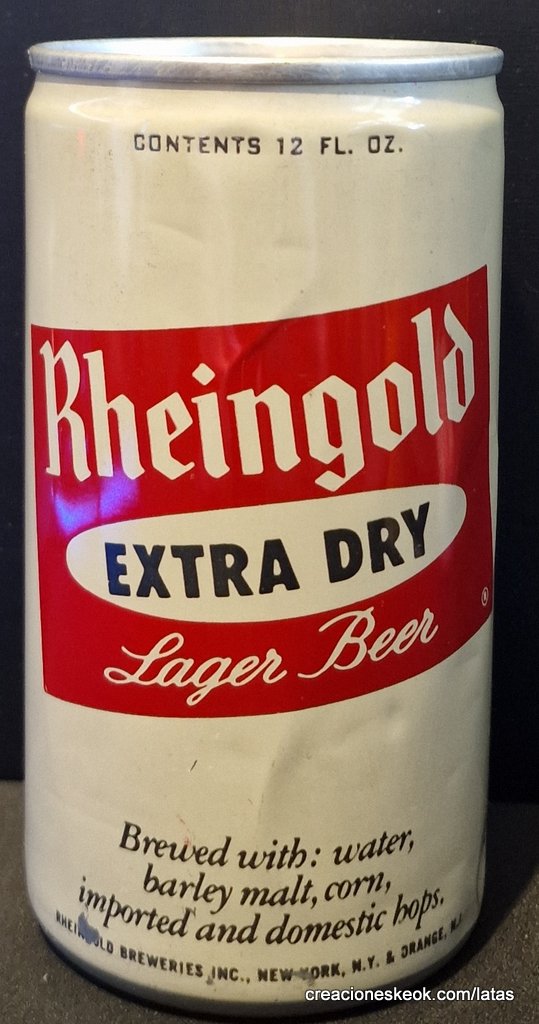 CONTENTS 12 FL. OZ.
Rheingold
EXTRA DRY
®
Lager Beer
Brewed with: water,
barley malt, corn,
imported and domestic hops.
BREWERIES, INC., NEW YORK, N.Y. & ORANGE,
creacioneskeok.com/latas